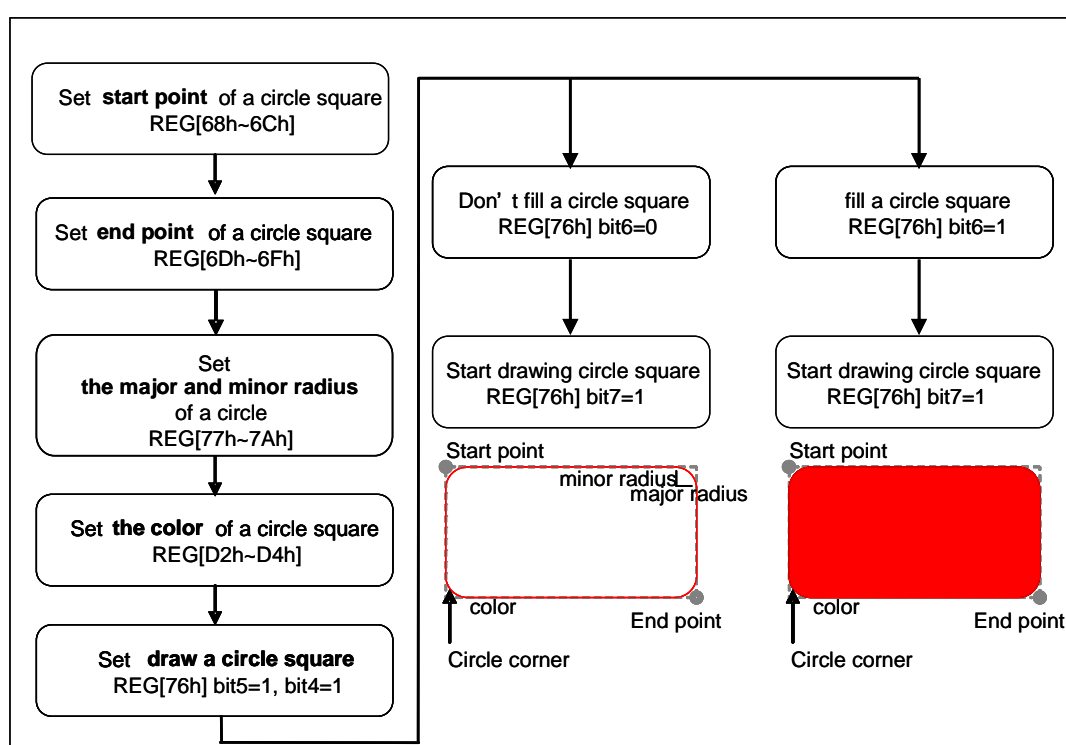 Set start point of a circle square
REG[68h~6Ch]
Set end point of a circle square
REG[6Dh~6Fh]
Set
the major and minor radius
of a circle
REG[77h~7Ah]
Set the color of a circle square
REG[D2h~D4h]
Set draw a circle square
REG[76h] bit5=1, bit4=1
Don't fill a circle square
REG[76h] bit6=0
Start drawing circle square
REG[76h] bit7=1
Start point
minor radius
major radius
color
End point
Circle corner
fill a circle square
REG[76h] bit6=1
Start drawing circle square
REG[76h] bit7=1
Start point
color
End point
Circle corner